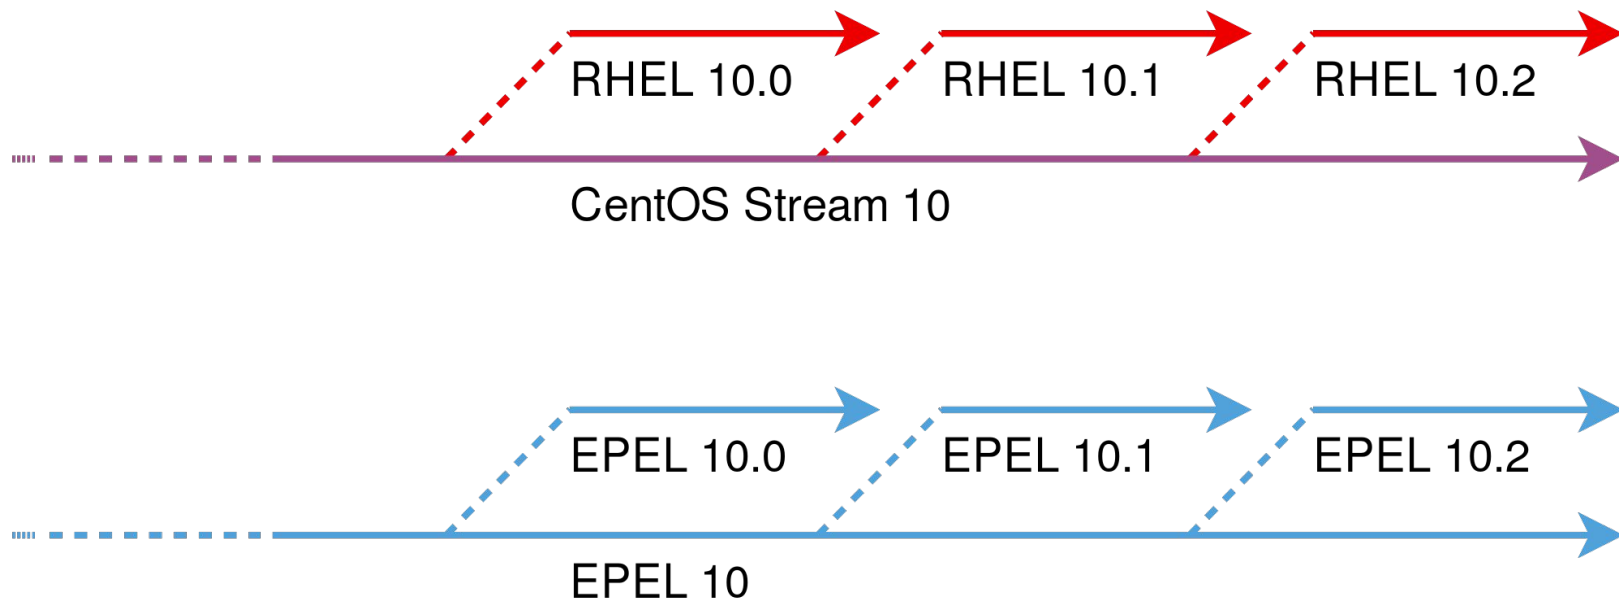 RHEL 10.0
RHEL 10.1
RHEL 10.2
CentOS Stream 10
EPEL 10.0
EPEL 10.1
EPEL 10.2
EPEL 10